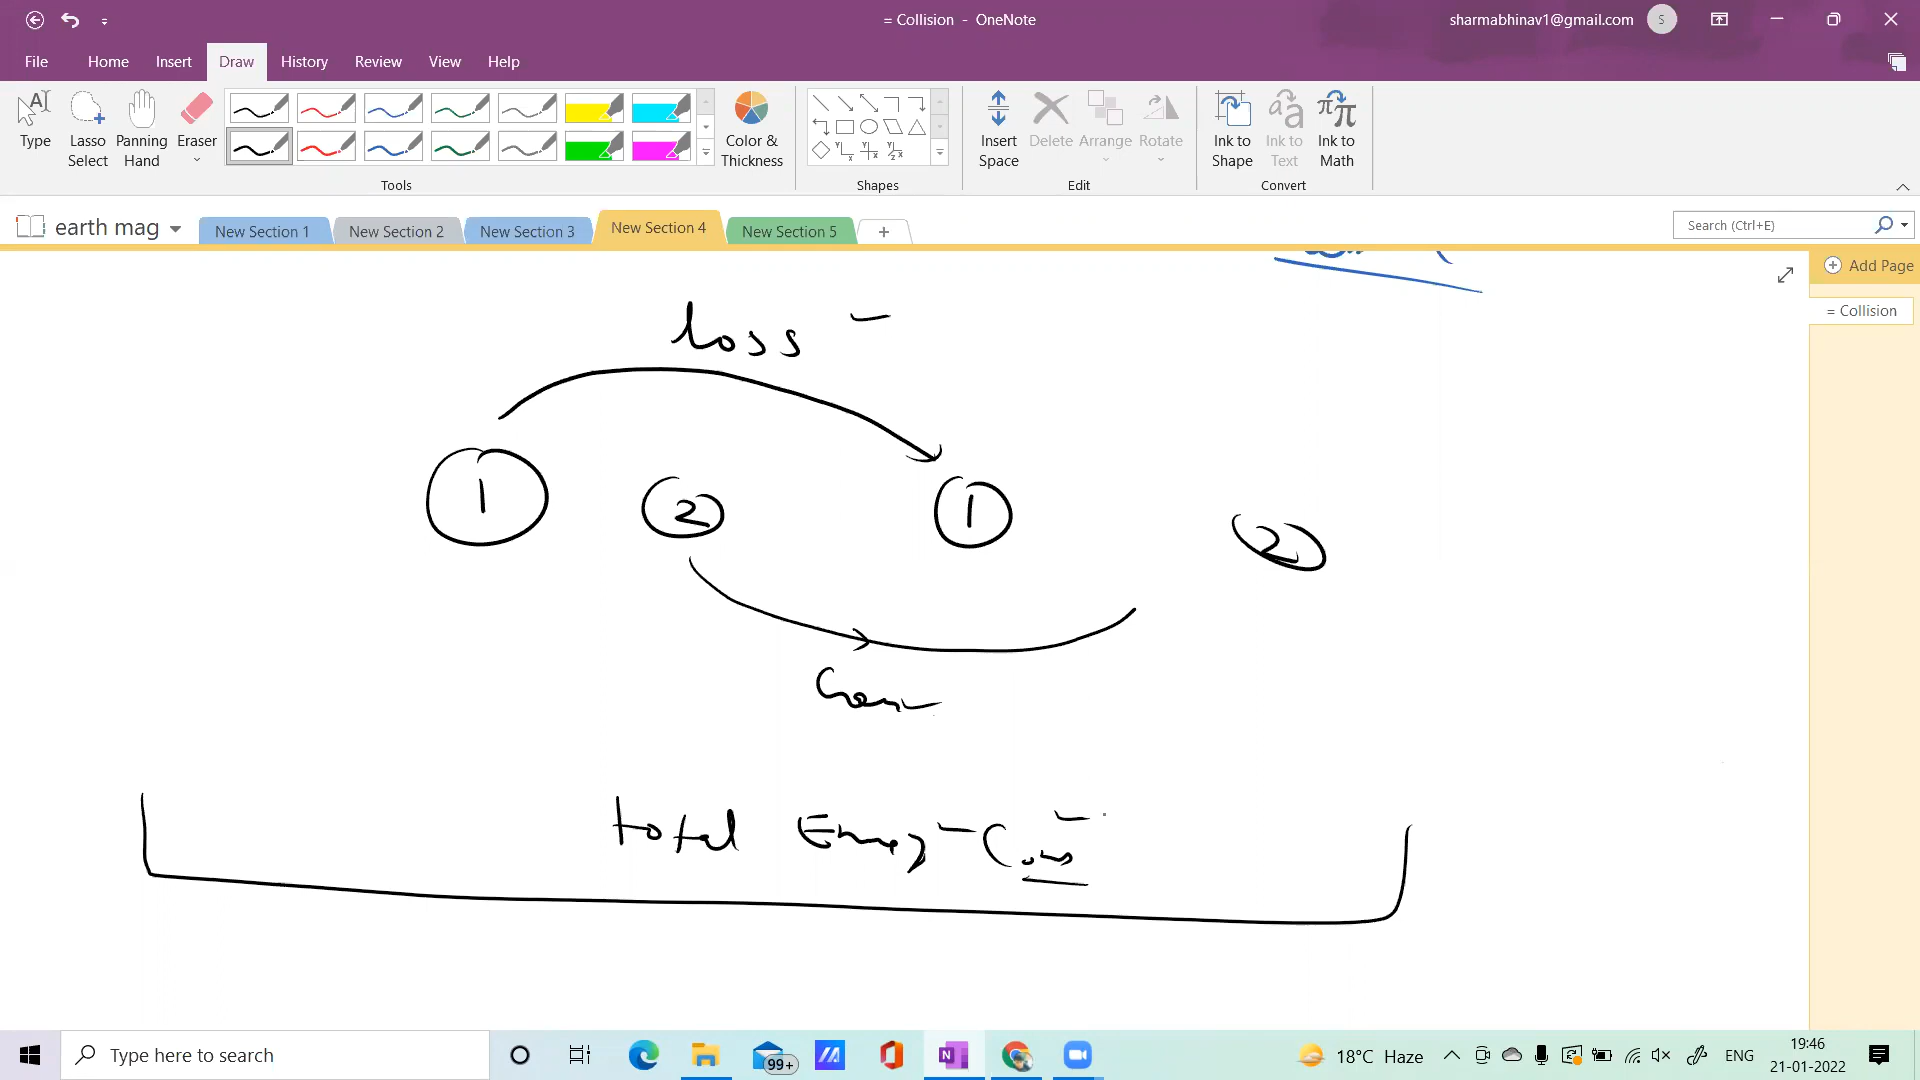 = Collision - OneNote
sharmabhinav1@gmail.com
S
File Home Insert Draw History Review View Help
Type
Lasso Select
Panning Hand
Eraser
Color & Thickness
Insert Space
Delete
Arrange
Rotate
Ink to Shape
Ink to Text
Ink to Math
Tools
Shapes
Edit
Convert
earth mag
New Section 1
New Section 2
New Section 3
New Section 4
New Section 5
+
Search (Ctrl+E)
Add Page
= Collision
loss -
1 2 1 2
total Energy - Cons
Type here to search
99+
18°C Haze
ENG
19:46
21-01-2022